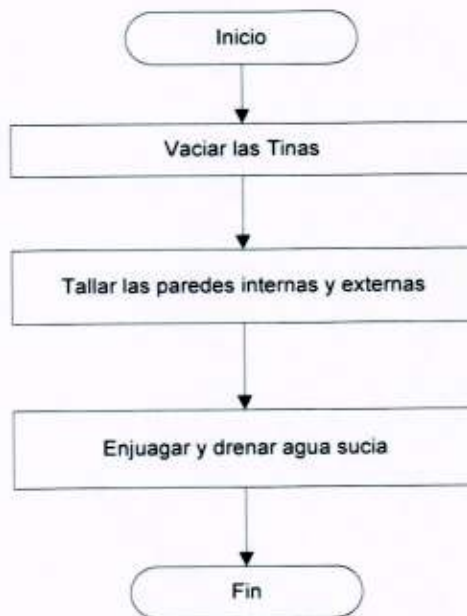 Inicio
Vaciar las Tinas
Tallar las paredes internas y externas
Enjuagar y drenar agua sucia
Fin